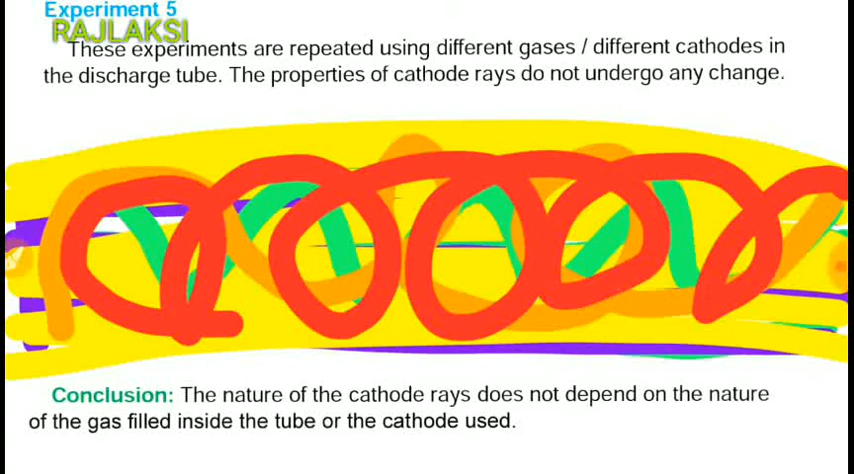 Experiment 5
RAJLAKSI
These experiments are repeated using different gases / different cathodes in
the discharge tube. The properties of cathode rays do not undergo any change.
Conclusion: The nature of the cathode rays does not depend on the nature
of the gas filled inside the tube or the cathode used.